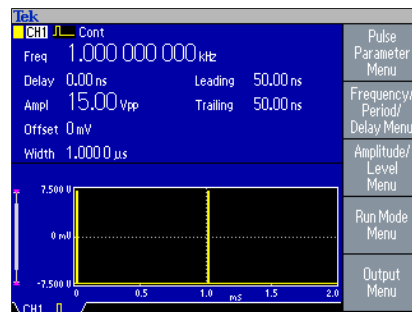 Tek
CH1 Cont
Freq 1.000 000 000 kHz
Delay 0.00 ns Leading 50.00 ns
Ampl 15.00 Vpp Trailing 50.00 ns
Offset 0 mV
Width 1.000 0 µs
7.500 V
0 mV
-7.500 V
0 0.5 1.0 ms 1.5 2.0
CH1
Pulse
Parameter
Menu
Frequency/
Period/
Delay Menu
Amplitude/
Level
Menu
Run Mode
Menu
Output
Menu